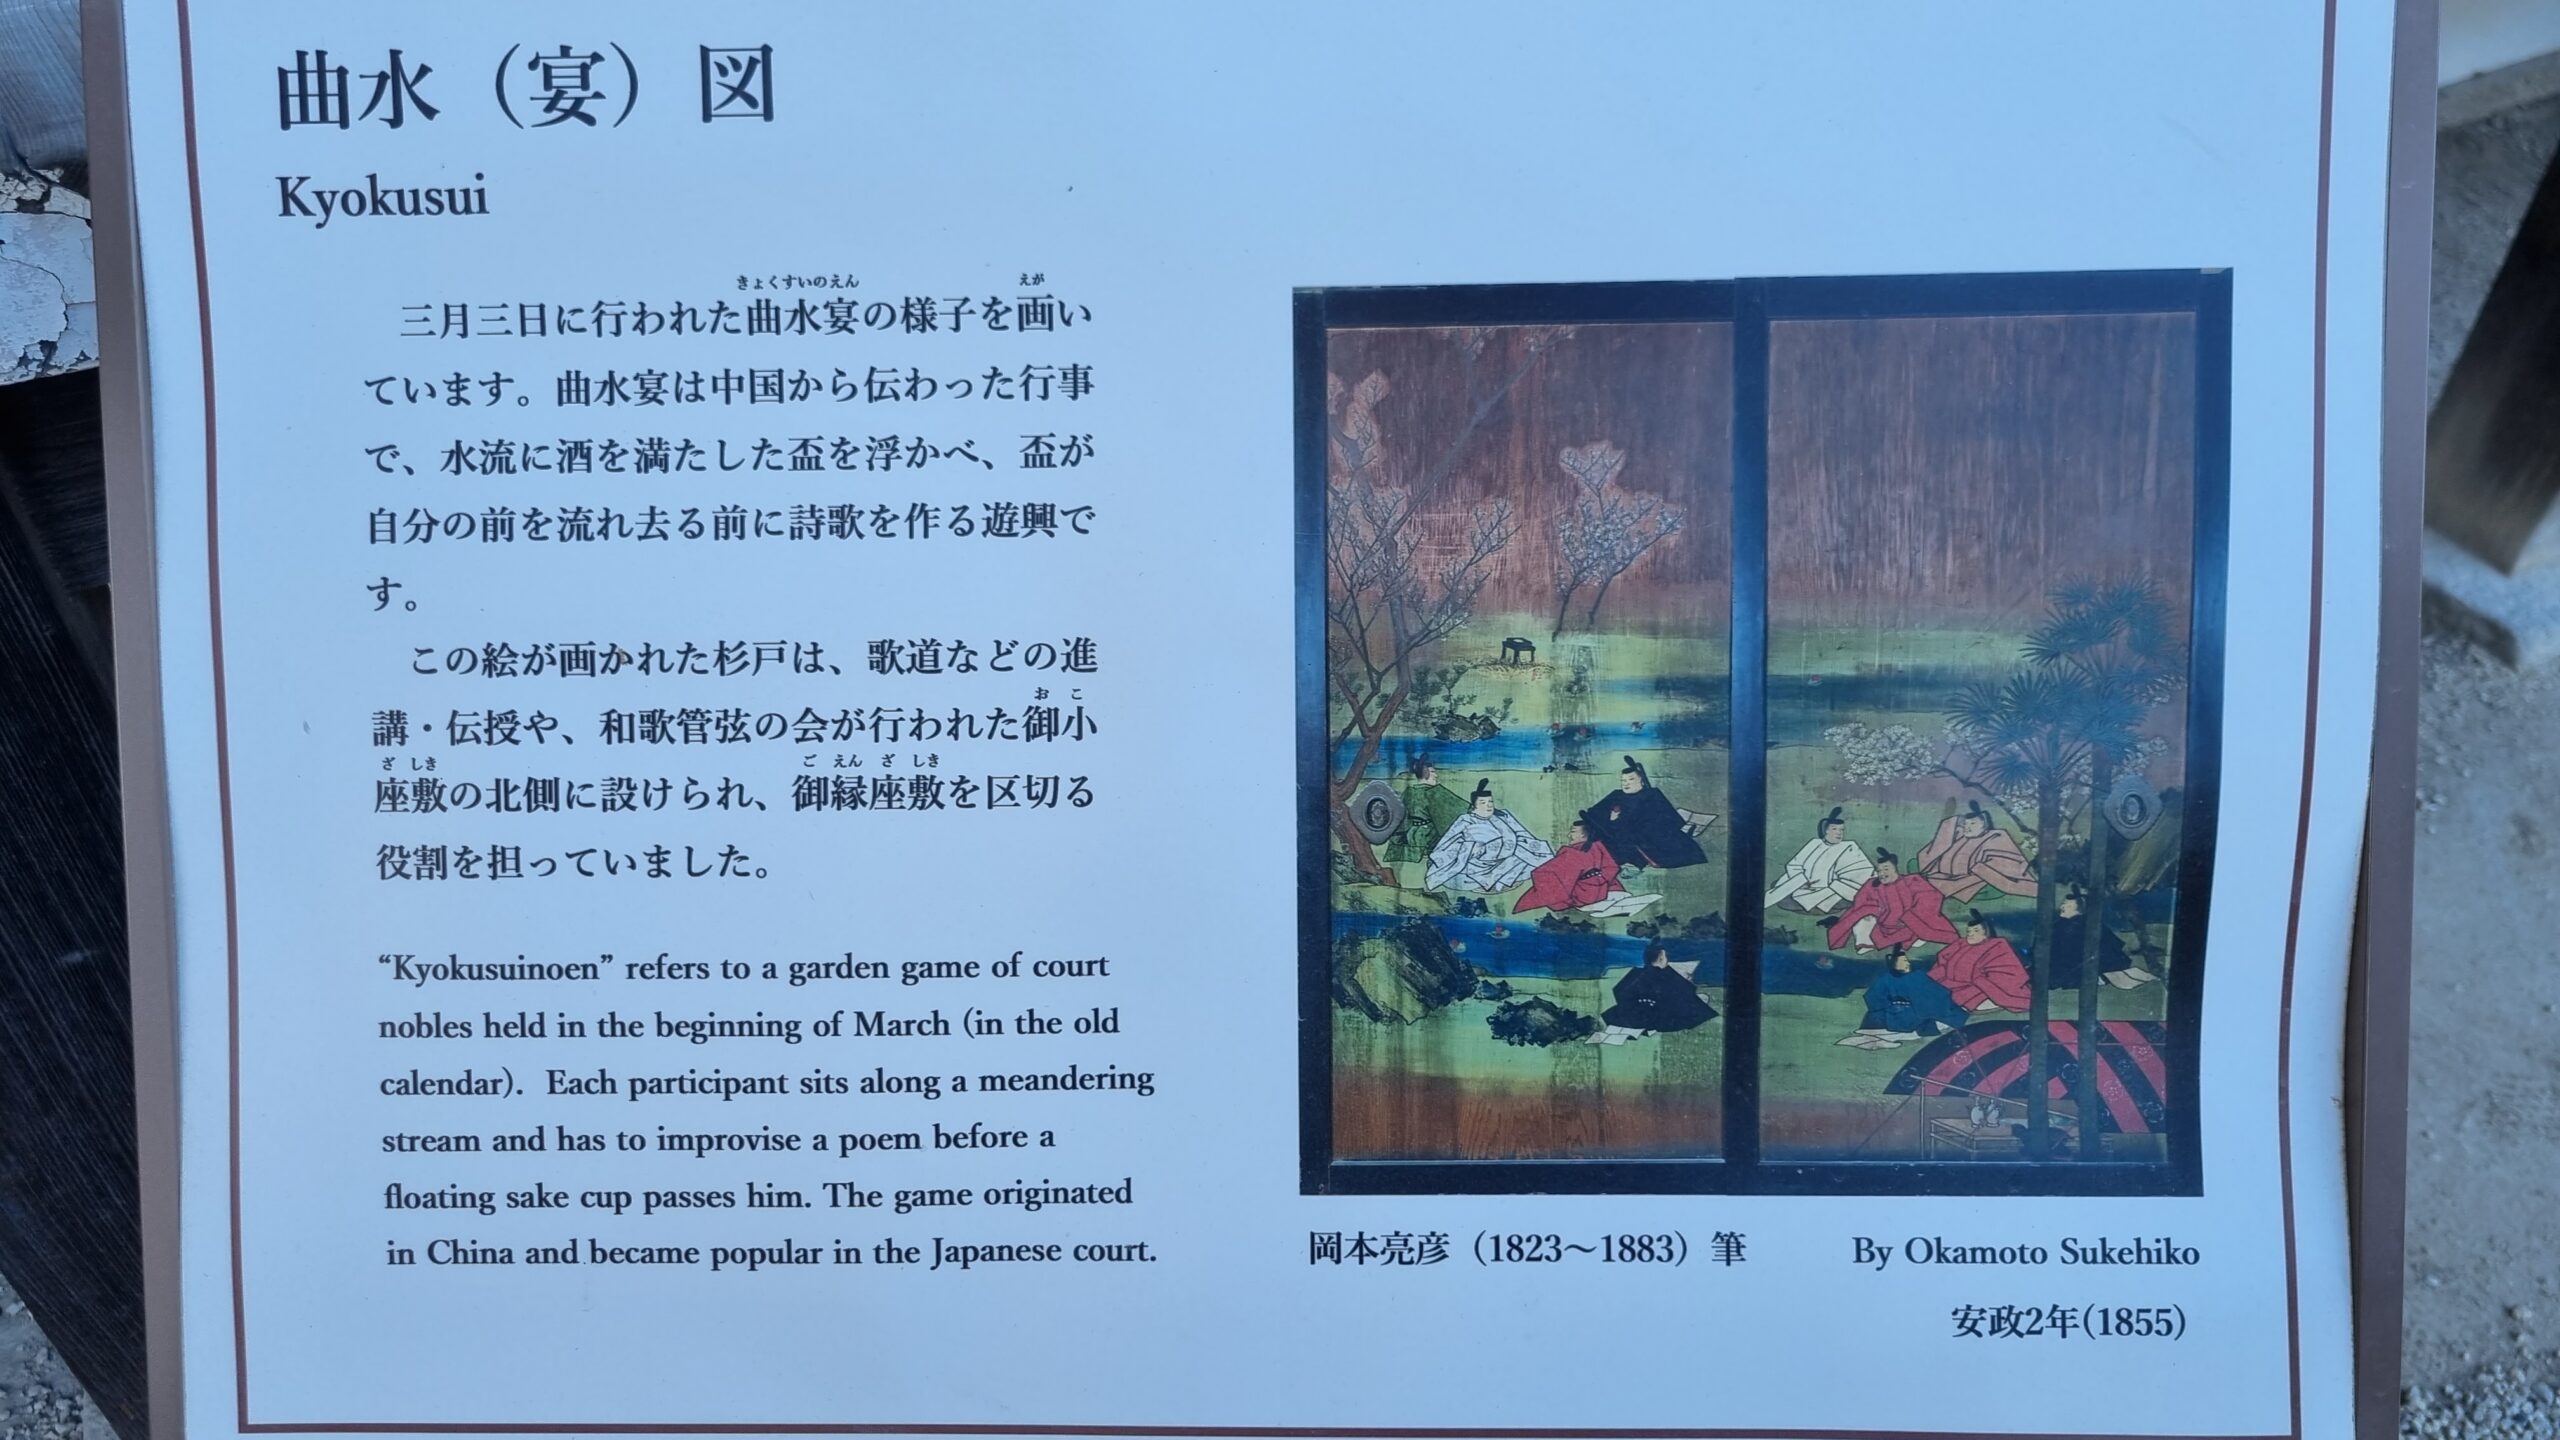 曲水（宴）図
Kyokusui
三月三日に行われた曲水宴の様子を画い
ています。曲水宴は中国から伝わった行事
で、水流に酒を満たした盃を浮かべ、盃が
自分の前を流れ去る前に詩歌を作る遊興で
す。
この絵が画かれた杉戸は、歌道などの進
講・伝授や、和歌管弦の会が行われた御小
座敷の北側に設けられ、御縁座敷を区切る
役割を担っていました。
きょくすいのえん
えが
おこ
ざしき
ごえんざしき
“Kyokusuinoen” refers to a garden game of court
nobles held in the beginning of March (in the old
calendar).  Each participant sits along a meandering
stream and has to improvise a poem before a
floating sake cup passes him. The game originated
in China and became popular in the Japanese court.
岡本亮彦（1823〜1883）筆
By Okamoto Sukehiko
安政2年(1855)